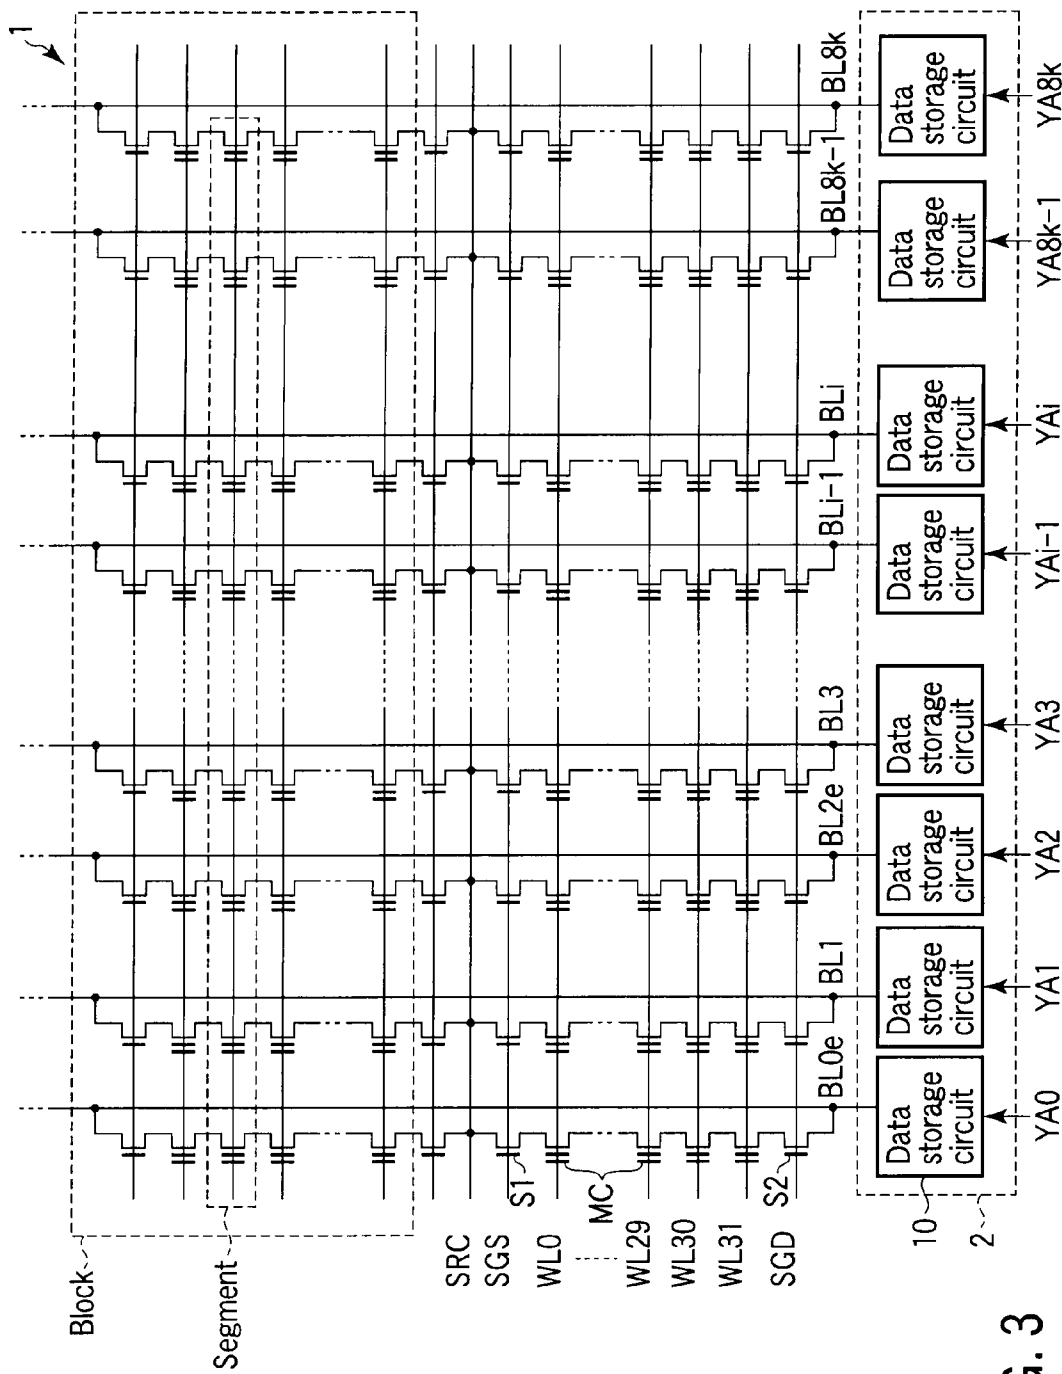 1
Block
Segment
SRC
SGS
S1
WL0
MC
WL29
WL30
WL31
S2
SGD
BL0e
BL1
BL2e
BL3
BLi-1
BLi
BL8k-1
BL8k
Data storage circuit
Data storage circuit
Data storage circuit
Data storage circuit
Data storage circuit
Data storage circuit
Data storage circuit
Data storage circuit
10
2
YA0
YA1
YA2
YA3
YAi-1
YAi
YA8k-1
YA8k
G. 3